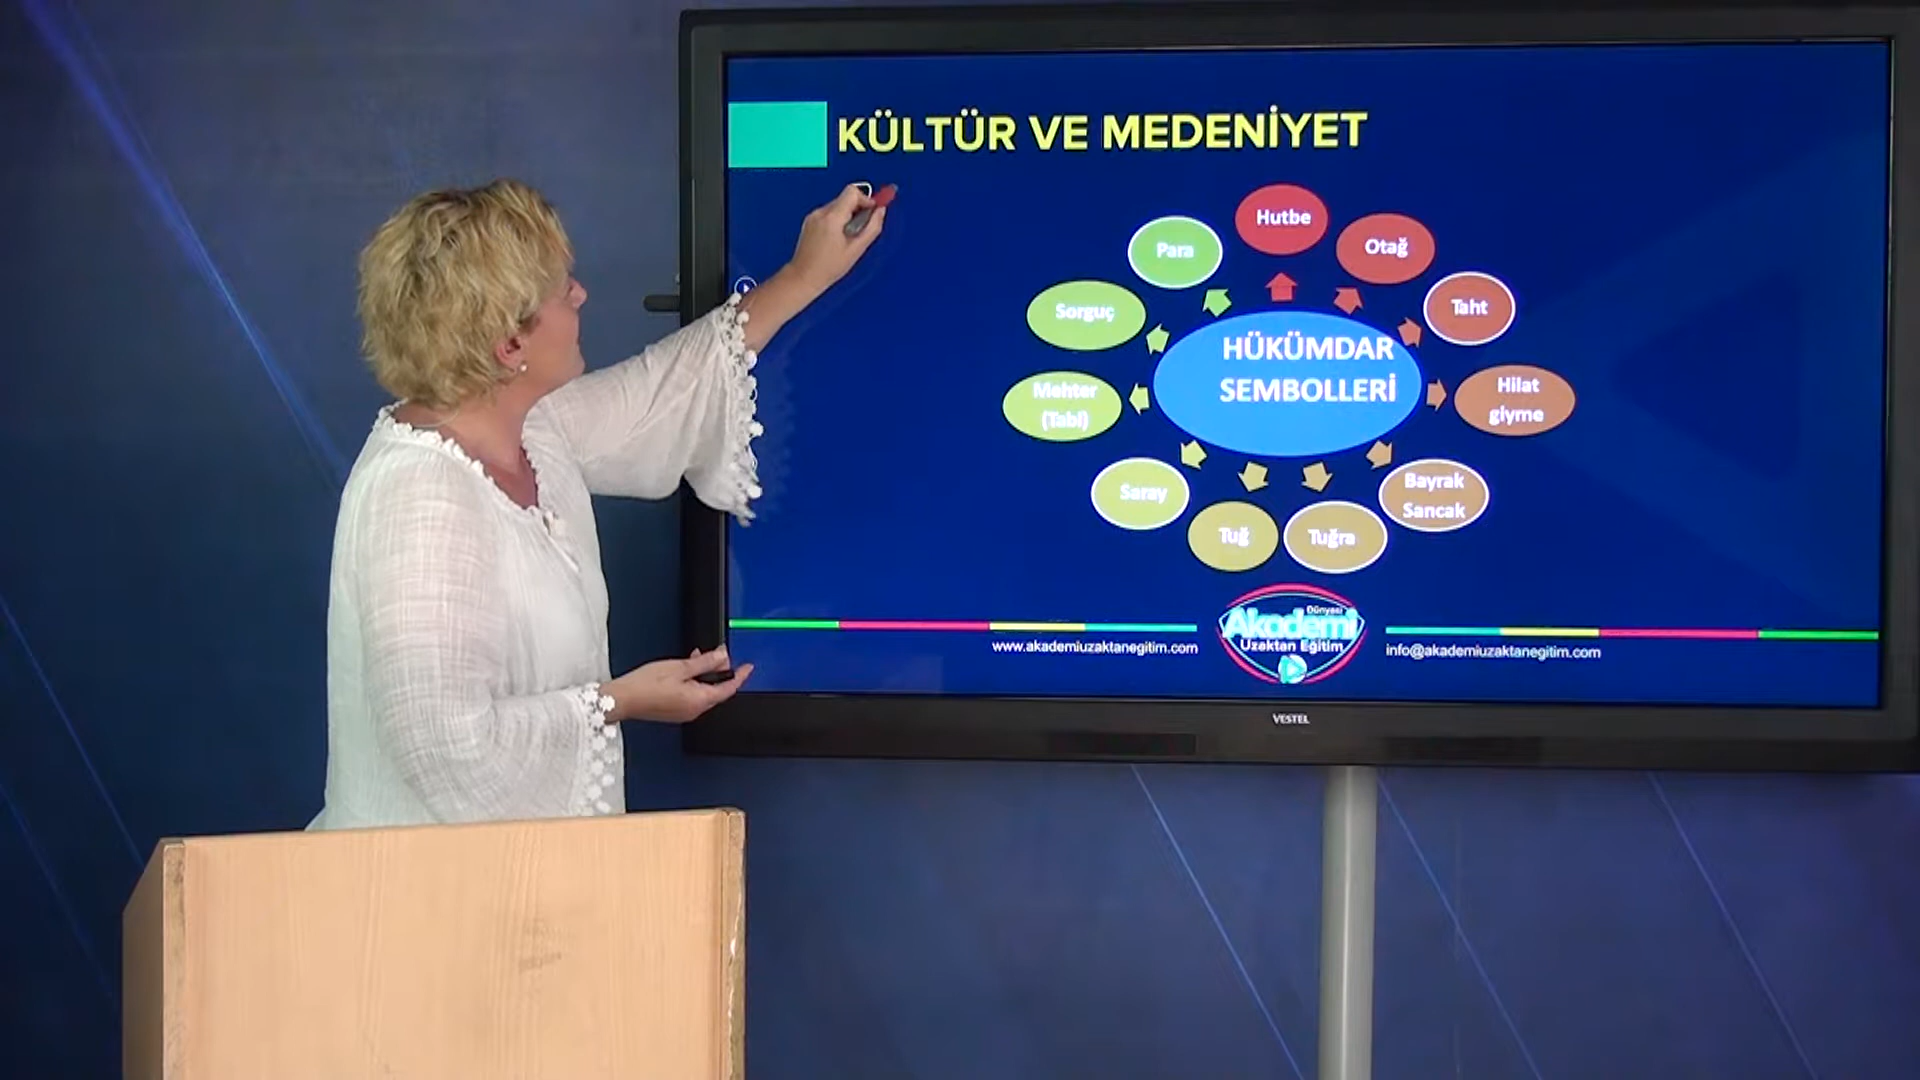 KÜLTÜR VE MEDENİYET
Hutbe
Para
Otağ
Sorguç
Taht
HÜKÜMDAR
SEMBOLLERİ
Mehter
(Tabl)
Hilat
giyme
Saray
Bayrak
Sancak
Tuğ
Tuğra
Dünyası
Akademi
Uzaktan Eğitim
www.akademiuzaktanegitim.com
info@akademiuzaktanegitim.com
VESTEL